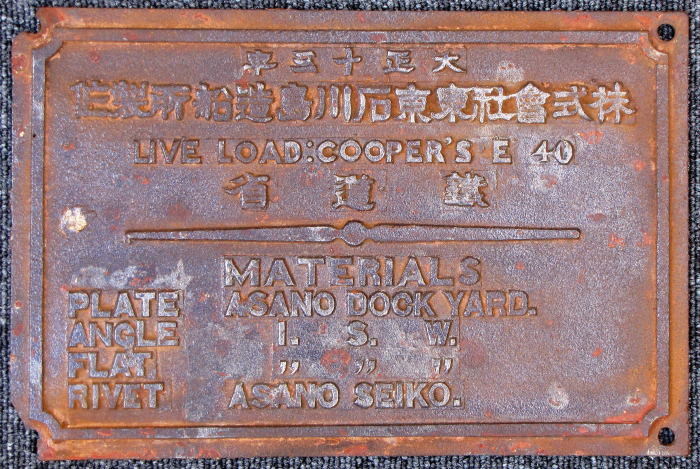 大正十三年
株式會社東京石川島造船所製作
LIVE LOAD:COOPER'S E 40
鐵道省
MATERIALS
PLATE ASANO DOCK YARD.
ANGLE I. S. W.
FLAT. " " "
RIVET ASANO SEIKO.